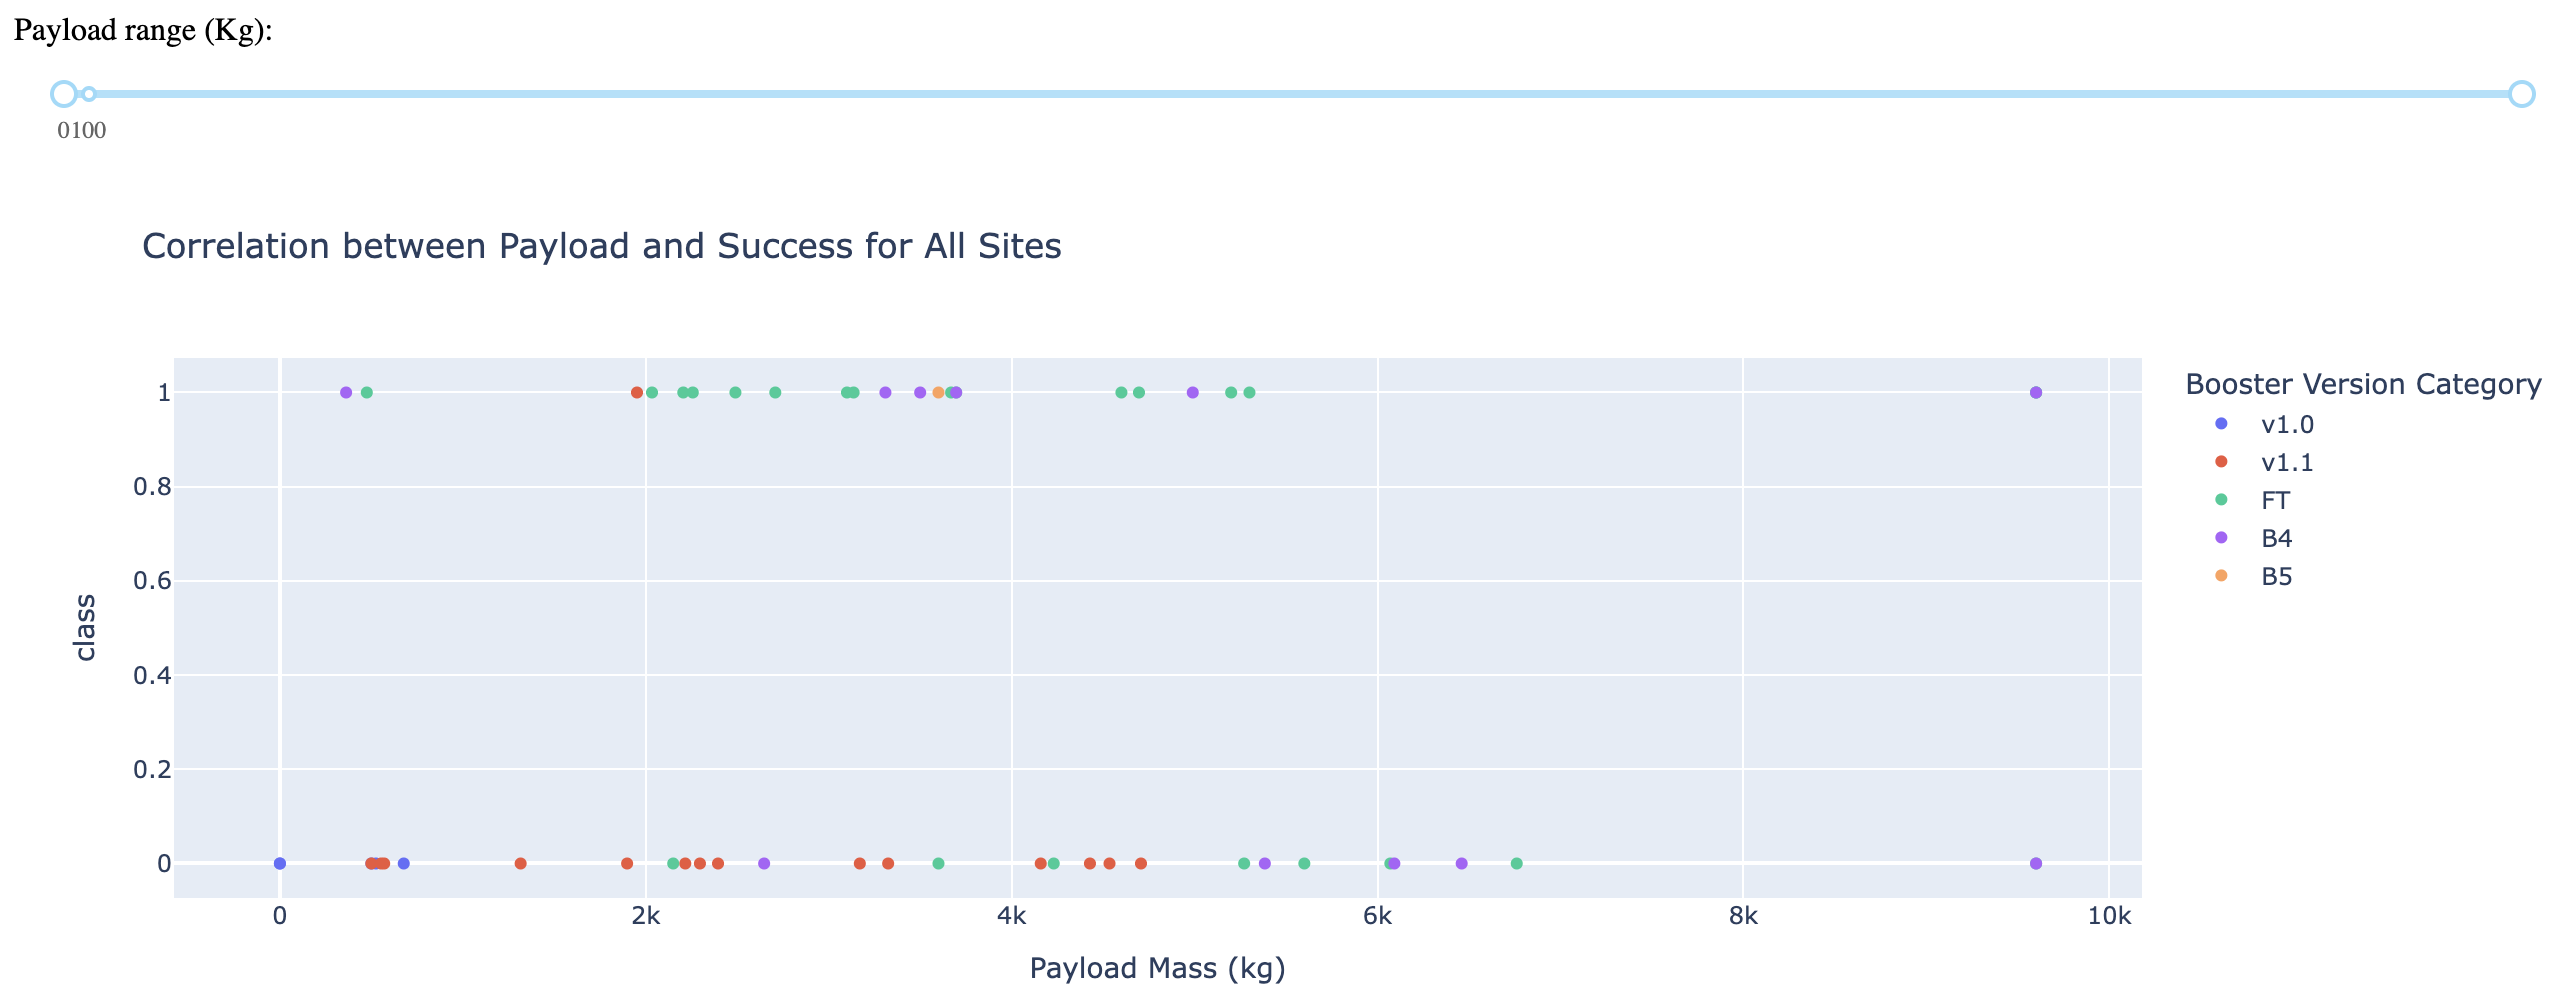 Payload range (Kg):
0100
Correlation between Payload and Success for All Sites
1
0.8
0.6
0.4
0.2
0
class
0 2k 4k 6k 8k 10k
Payload Mass (kg)
Booster Version Category
v1.0
v1.1
FT
B4
B5